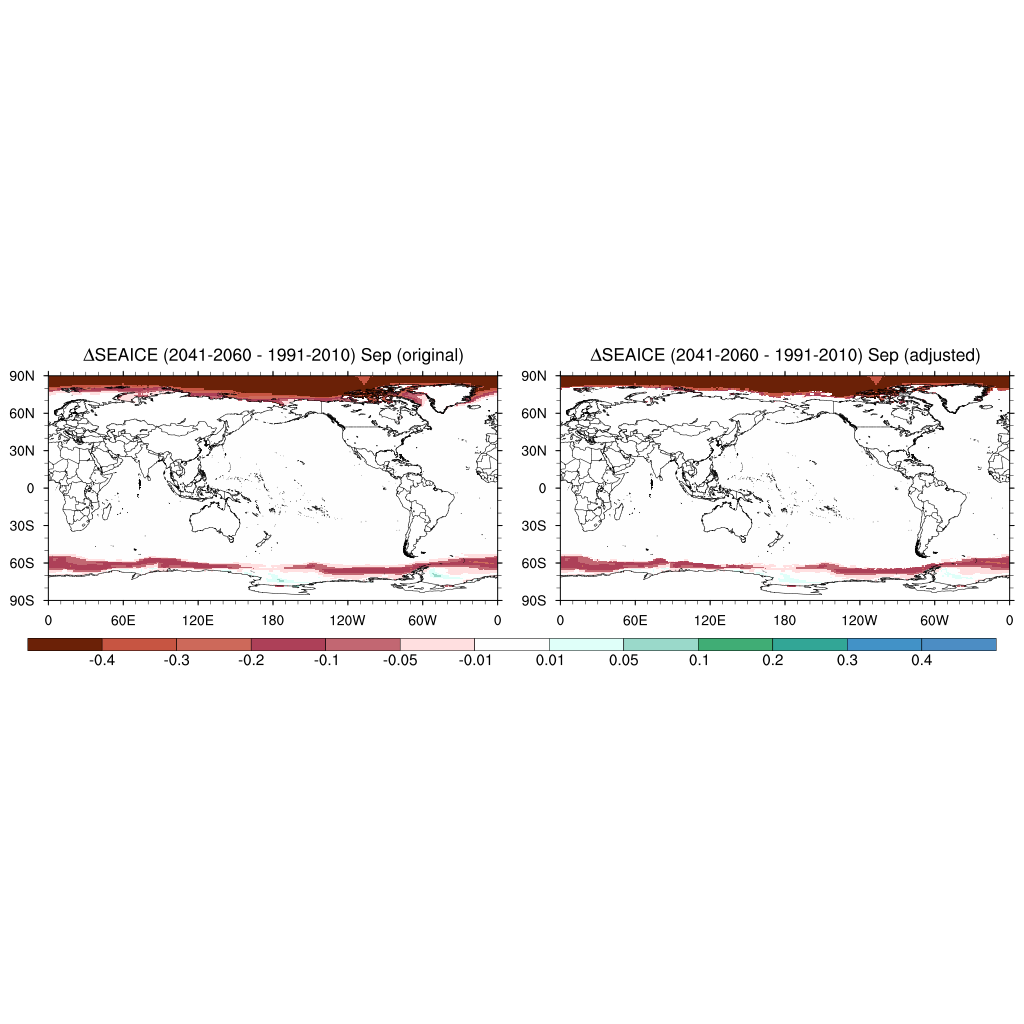 ΔSEAICE (2041-2060 - 1991-2010) Sep (original)
90N
60N
30N
0
30S
60S
90S
0 60E 120E 180 120W 60W 0
ΔSEAICE (2041-2060 - 1991-2010) Sep (adjusted)
90N
60N
30N
0
30S
60S
90S
0 60E 120E 180 120W 60W 0
-0.4 -0.3 -0.2 -0.1 -0.05 -0.01 0.01 0.05 0.1 0.2 0.3 0.4